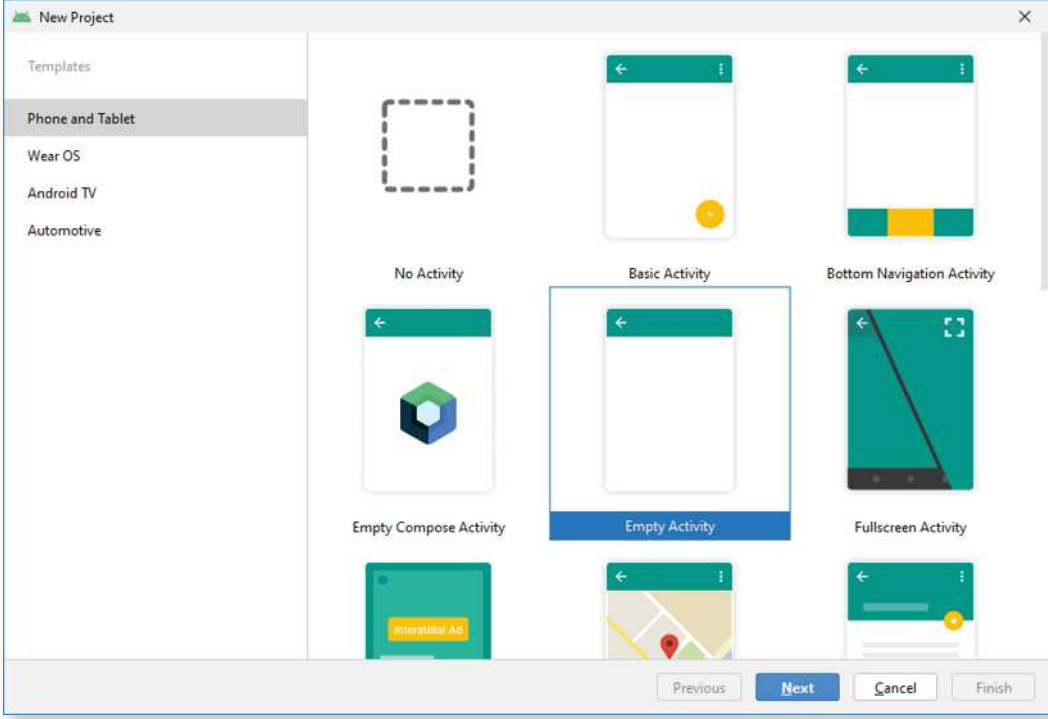 New Project
Templates
Phone and Tablet
Wear OS
Android TV
Automotive
No Activity
Basic Activity
Bottom Navigation Activity
Empty Compose Activity
Empty Activity
Fullscreen Activity
Interstitial Ad
Previous
Next
Cancel
Finish